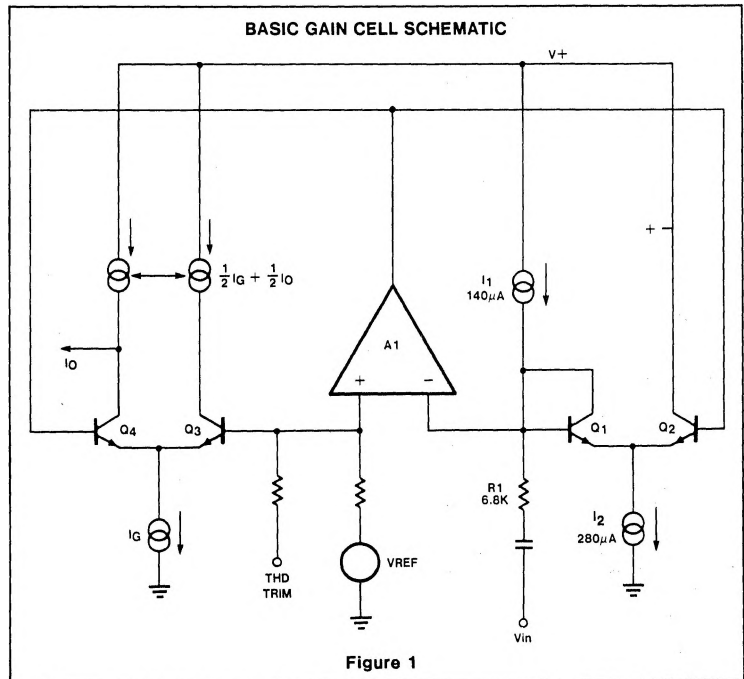 BASIC GAIN CELL SCHEMATIC
V+
+ −
1/2 IG + 1/2 IO
I1
140μA
IO
A1
+ −
Q4
Q3
Q1
Q2
R1
6.8K
IG
I2
280μA
THD
TRIM
VREF
Vin
Figure 1